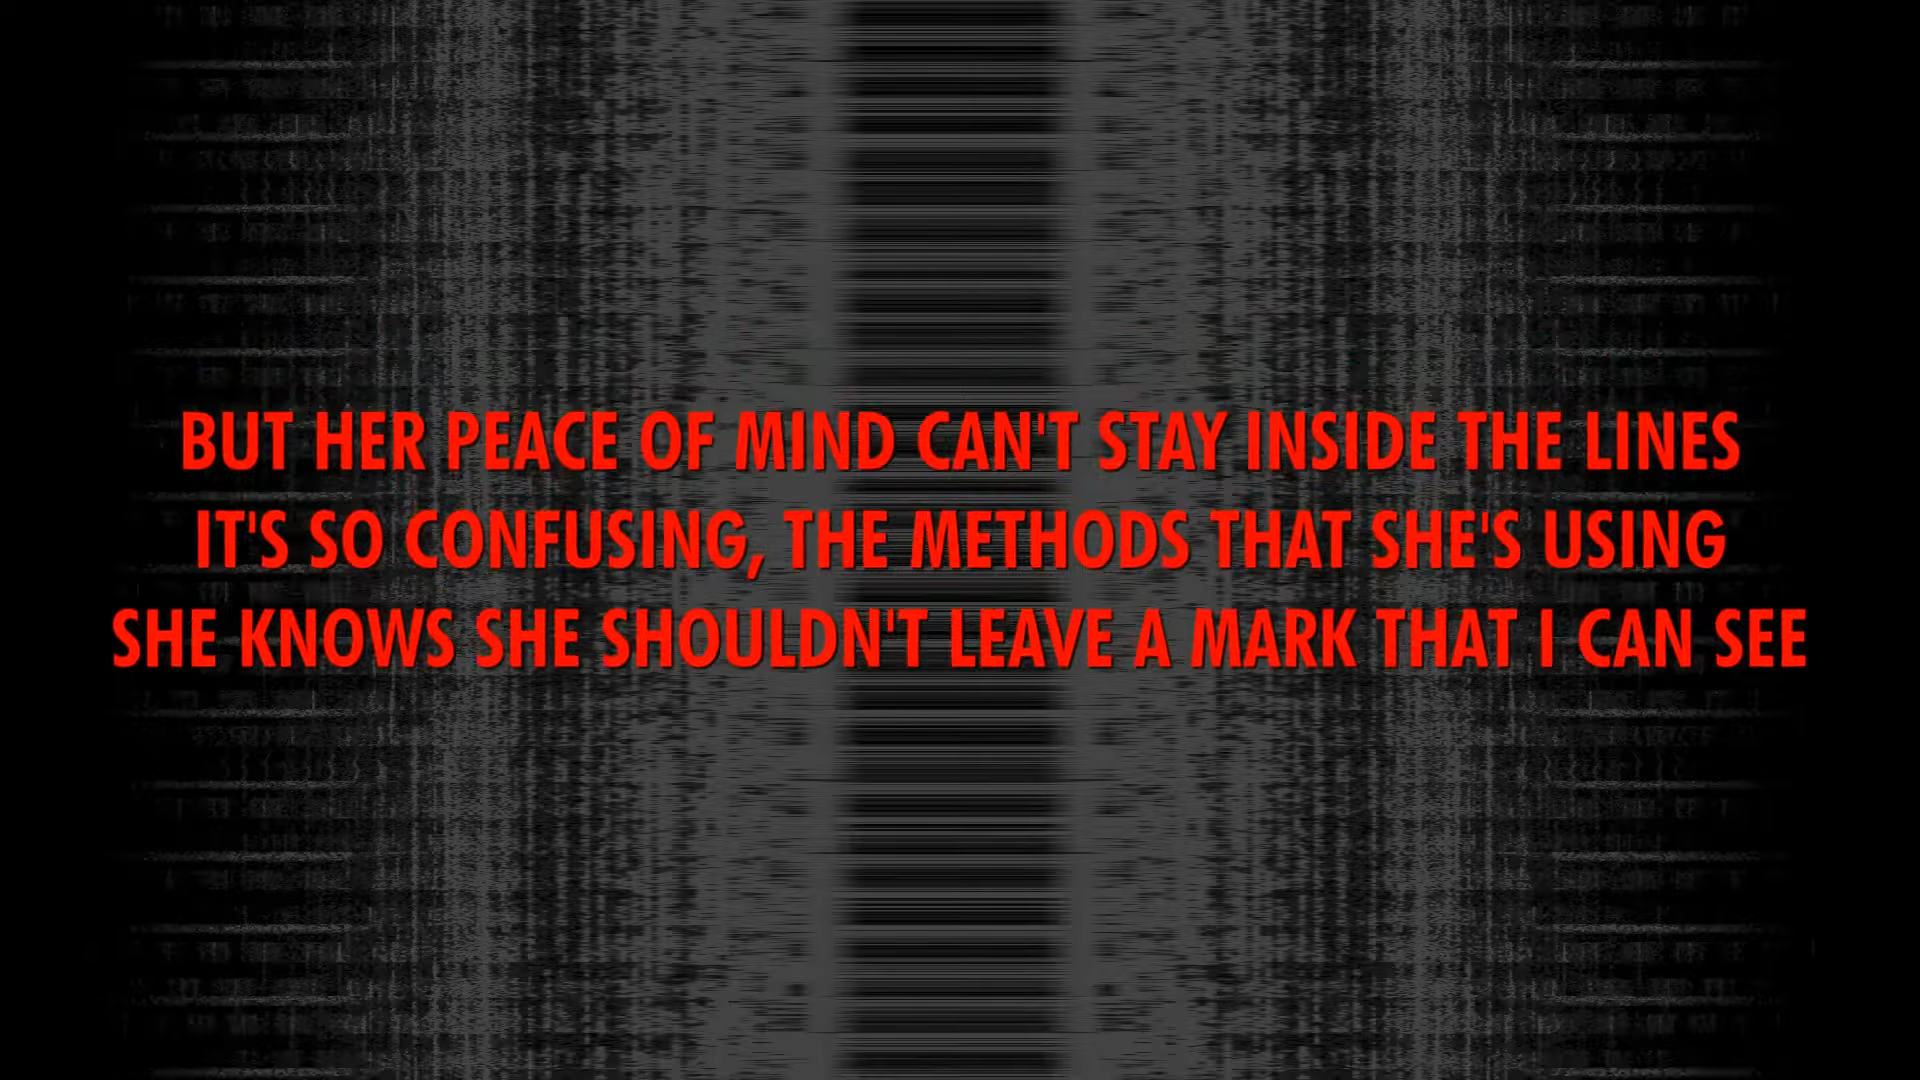 BUT HER PEACE OF MIND CAN'T STAY INSIDE THE LINES
IT'S SO CONFUSING, THE METHODS THAT SHE'S USING
SHE KNOWS SHE SHOULDN'T LEAVE A MARK THAT I CAN SEE